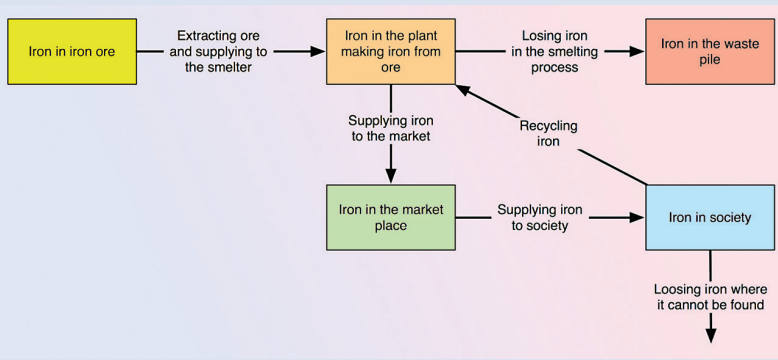 Iron in iron ore
Extracting ore
and supplying to
the smelter
Iron in the plant
making iron from
ore
Losing iron
in the smelting
process
Iron in the waste
pile
Supplying iron
to the market
Recycling
iron
Iron in the market
place
Supplying iron
to society
Iron in society
Loosing iron where
it cannot be found